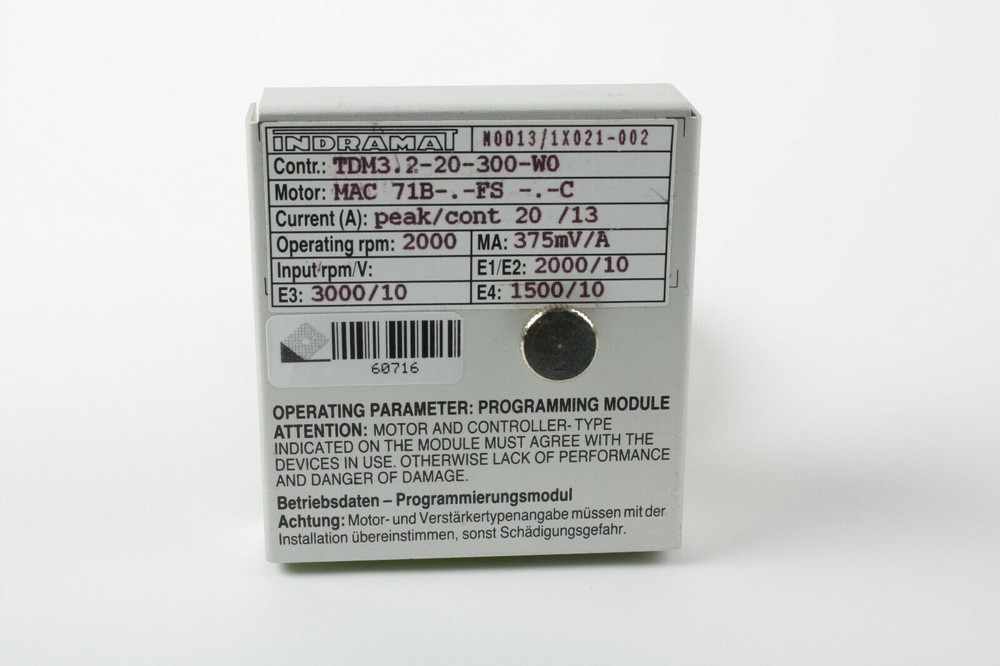 INDRAMAT MOD13/1X021-002
Contr.: TDM3.2-20-300-W0
Motor: MAC 71B-.-FS -.-C
Current (A): peak/cont 20 /13
Operating rpm: 2000 MA: 375mV/A
Input rpm/V: E1/E2: 2000/10
E3: 3000/10 E4: 1500/10
60716
OPERATING PARAMETER: PROGRAMMING MODULE
ATTENTION: MOTOR AND CONTROLLER-TYPE
INDICATED ON THE MODULE MUST AGREE WITH THE
DEVICES IN USE. OTHERWISE LACK OF PERFORMANCE
AND DANGER OF DAMAGE.
Betriebsdaten – Programmierungsmodul
Achtung: Motor- und Verstärkertypenangabe müssen mit der
Installation übereinstimmen, sonst Schädigungsgefahr.